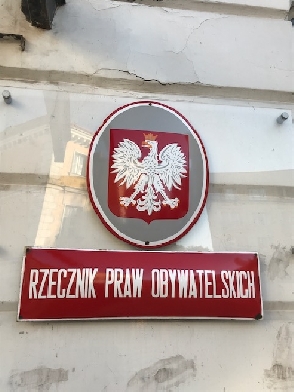 RZECZNIK PRAW OBYWATELSKICH